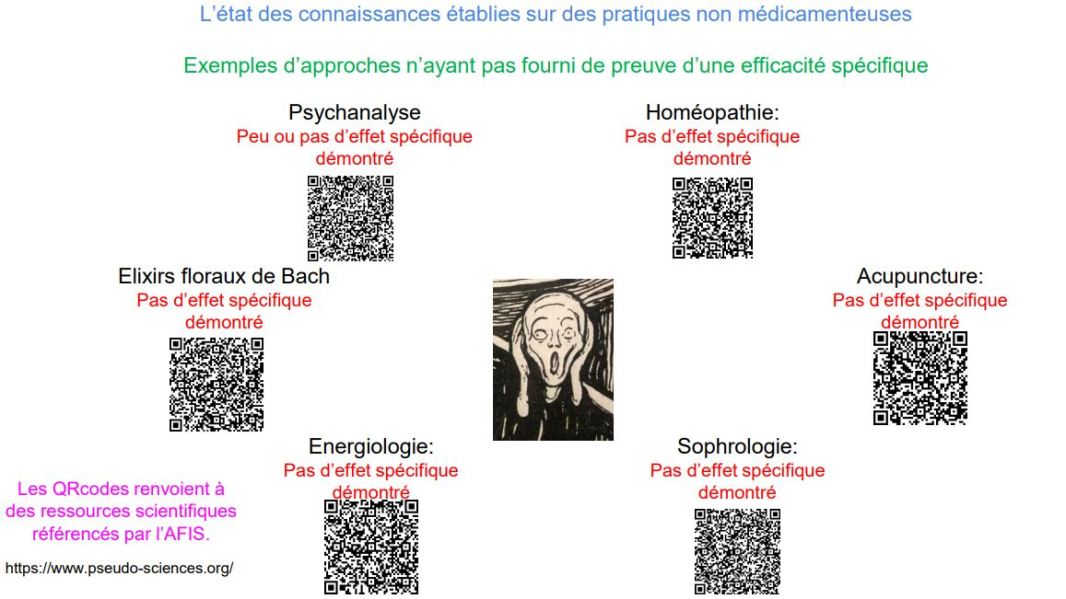 L’état des connaissances établies sur des pratiques non médicamenteuses
Exemples d’approches n’ayant pas fourni de preuve d’une efficacité spécifique
Psychanalyse
Peu ou pas d’effet spécifique
démontré
Homéopathie:
Pas d’effet spécifique
démontré
Elixirs floraux de Bach
Pas d’effet spécifique
démontré
Acupuncture:
Pas d’effet spécifique
démontré
Energiologie:
Pas d’effet spécifique
démontré
Sophrologie:
Pas d’effet spécifique
démontré
Les QRcodes renvoient à
des ressources scientifiques
référencés par l’AFIS.
https://www.pseudo-sciences.org/